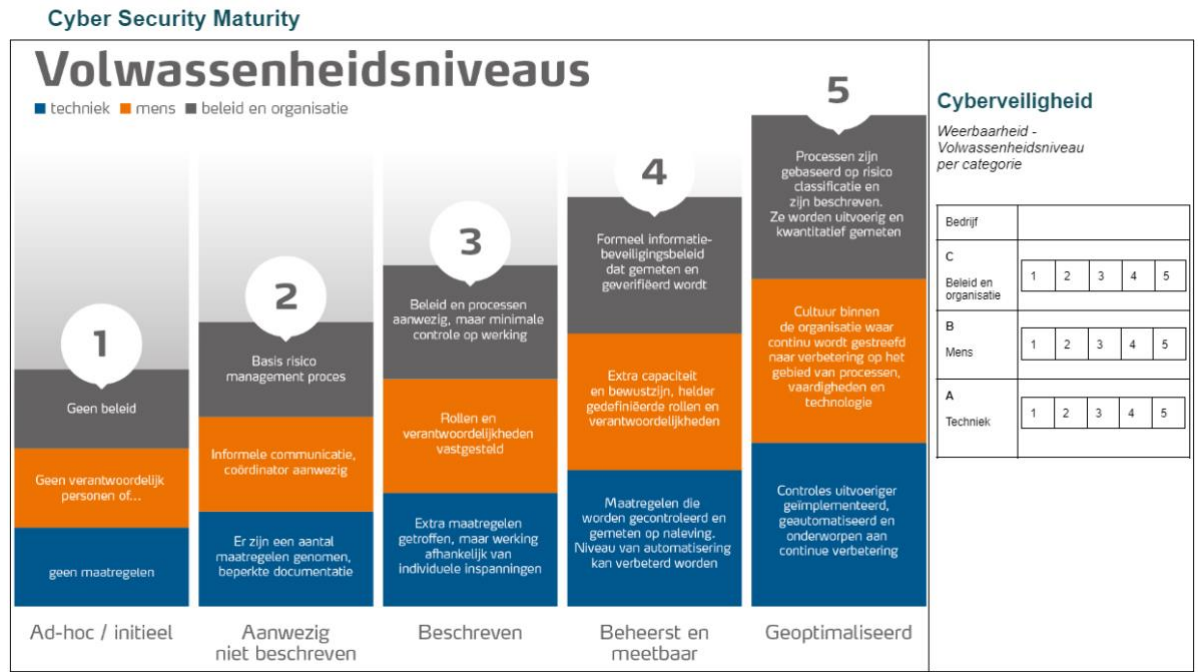 Cyber Security Maturity
Volwassenheidsniveaus
techniek mens beleid en organisatie
1
Geen beleid
Geen verantwoordelijk
personen of...
geen maatregelen
Ad-hoc / initieel
2
Basis risico
management proces
Informele communicatie,
coördinator aanwezig
Er zijn een aantal
maatregelen genomen,
beperkte documentatie
Aanwezig
niet beschreven
3
Beleid en processen
aanwezig, maar minimale
controle op werking
Rollen en
verantwoordelijkheden
vastgesteld
Extra maatregelen
getroffen, maar werking
afhankelijk van
individuele inspanningen
Beschreven
4
Formeel informatie-
beveiligingsbeleid
dat gemeten en
geverifiëerd wordt
Extra capaciteit
en bewustzijn, helder
gedefiniëerde rollen en
verantwoordelijkheden
Maatregelen die
worden gecontroleerd en
gemeten op naleving.
Niveau van automatisering
kan verbeterd worden
Beheerst en
meetbaar
5
Processen zijn
gebaseerd op risico
classificatie en
zijn beschreven.
Ze worden uitvoerig en
kwantitatief gemeten
Cultuur binnen
de organisatie waar
continu wordt gestreefd
naar verbetering op het
gebied van processen,
vaardigheden en
technologie
Controles uitvoeriger
geïmplementeerd,
geautomatiseerd en
onderworpen aan
continue verbetering
Geoptimaliseerd
Cyberveiligheid
Weerbaarheid -
Volwassenheidsniveau
per categorie
Bedrijf
C
Beleid en
organisatie
1 2 3 4 5
B
Mens
1 2 3 4 5
A
Techniek
1 2 3 4 5